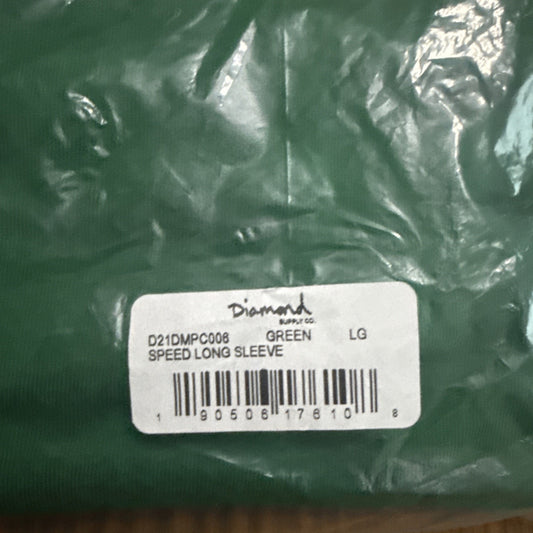 Diamond
SUPPLY CO.
D21DMPC006 GREEN LG
SPEED LONG SLEEVE
1 90506 17610 8